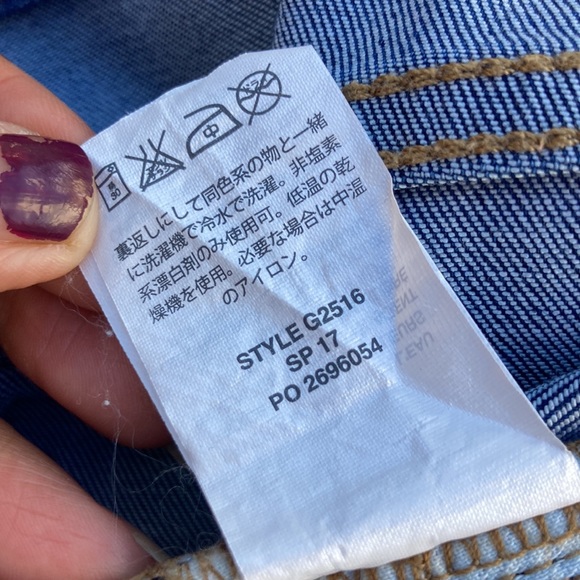 裏返しにして同色系の物と一緒
に洗濯機で冷水で洗濯。非塩素
系漂白剤のみ使用可。低温の乾
燥機を使用。必要な場合は中温
のアイロン。
STYLE G2516
SP 17
PO 2696054